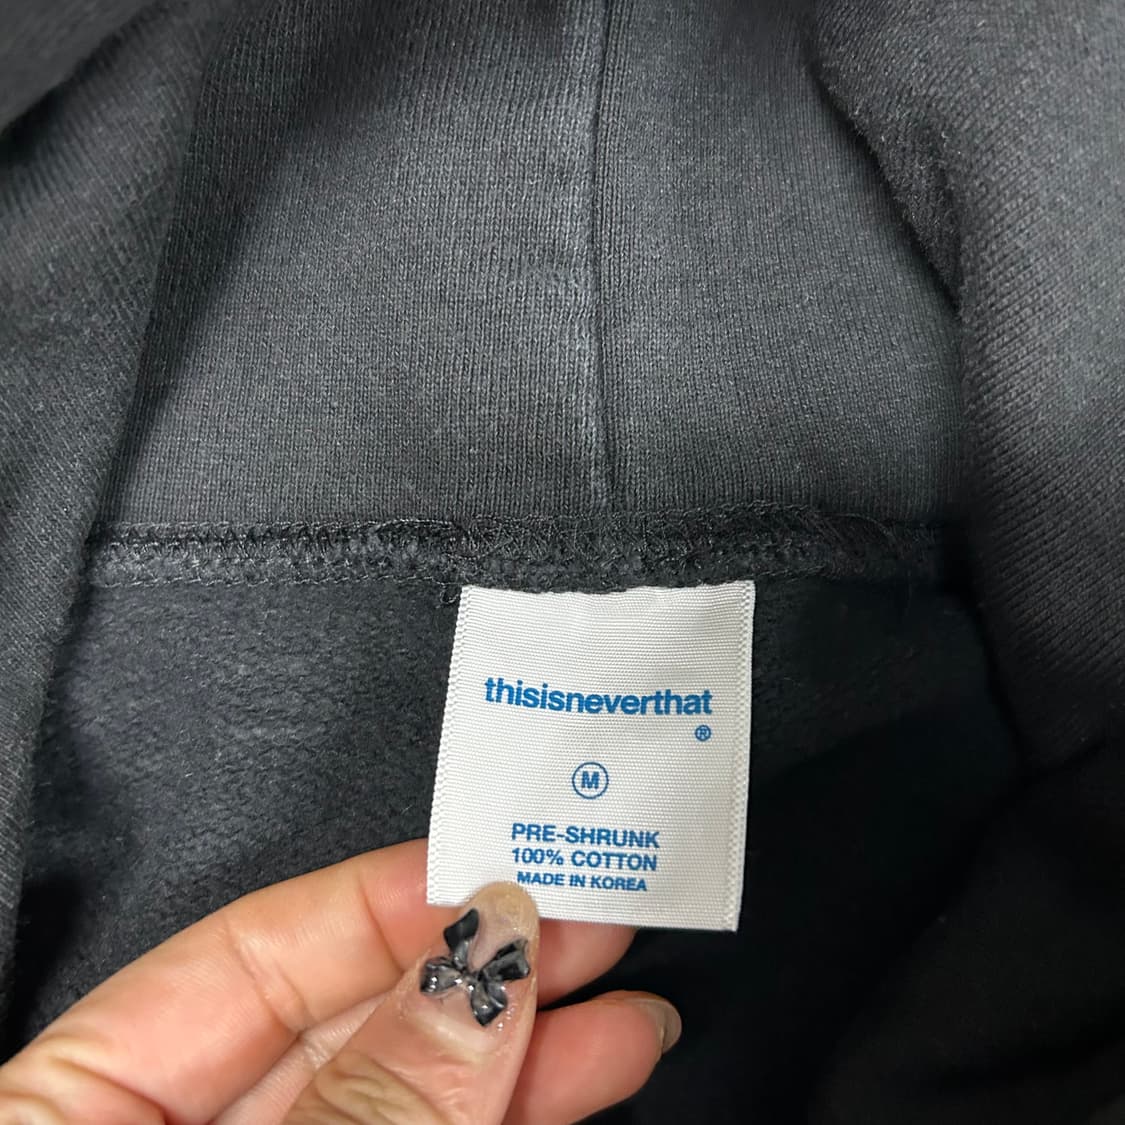 thisisneverthat
®
M
PRE-SHRUNK
100% COTTON
MADE IN KOREA